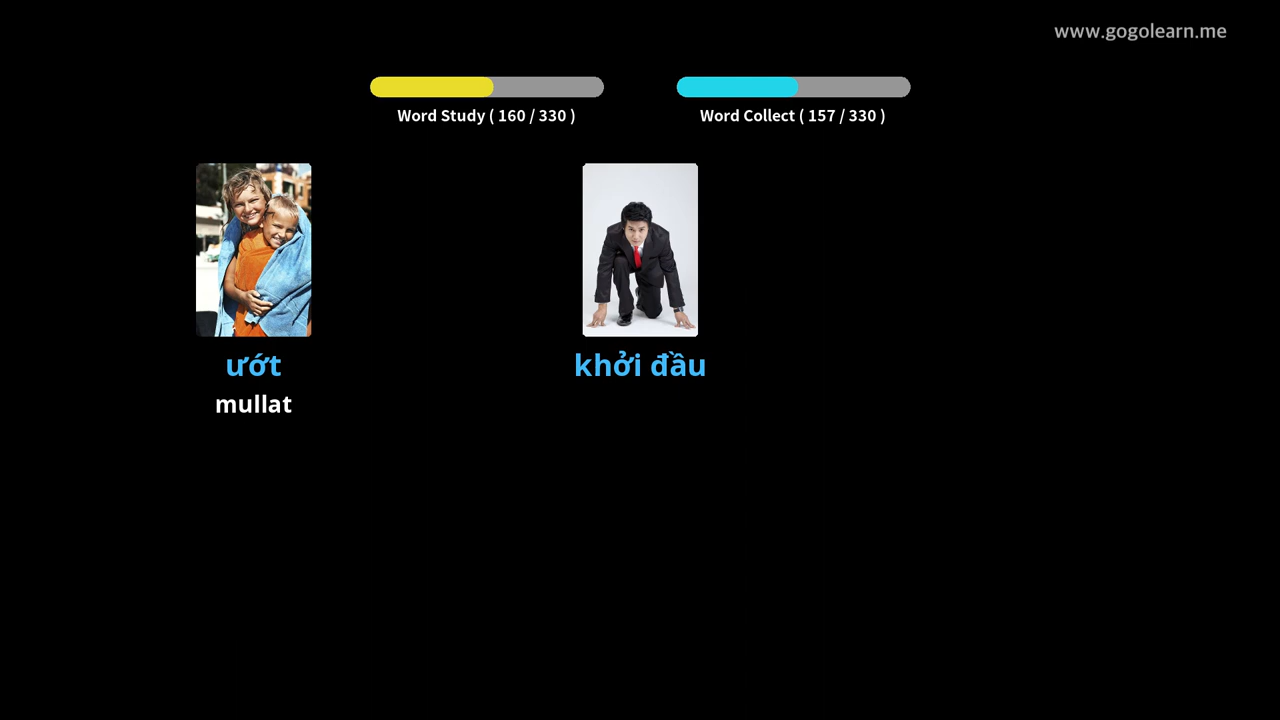 www.gogolearn.me
Word Study ( 160 / 330 )
Word Collect ( 157 / 330 )
ướt
khởi đầu
mullat